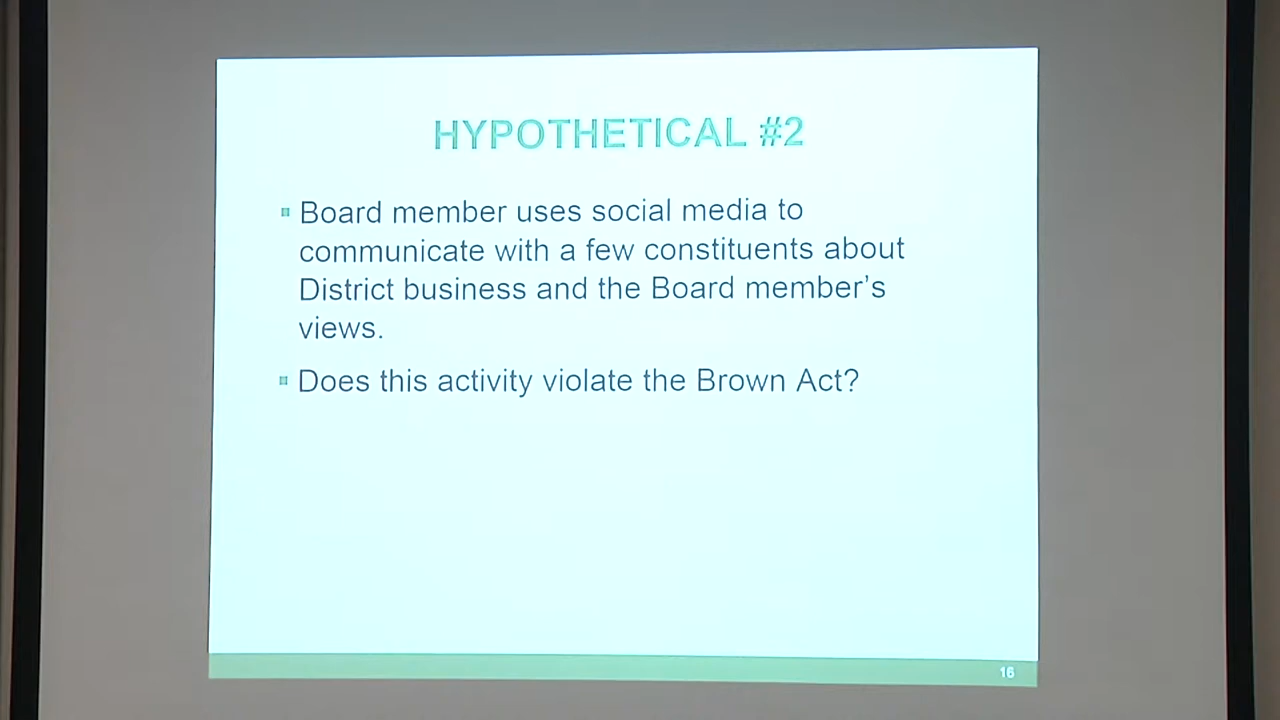 HYPOTHETICAL #2
Board member uses social media to
communicate with a few constituents about
District business and the Board member's
views.
Does this activity violate the Brown Act?
16